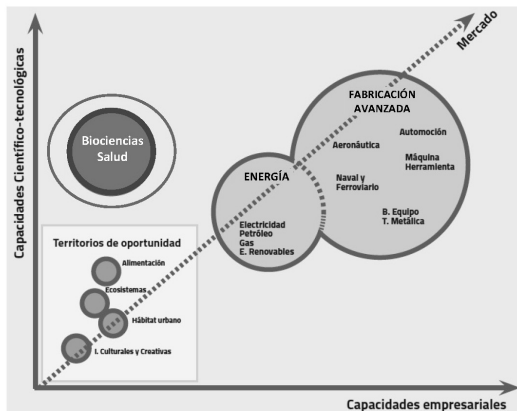 Capacidades Científico-tecnológicas
Mercado
FABRICACIÓN
AVANZADA
Automoción
Aeronáutica
Máquina
Herramienta
Naval y
Ferroviario
B. Equipo
T. Metálica
Biociencias
Salud
ENERGÍA
Electricidad
Petróleo
Gas
E. Renovables
Territorios de oportunidad
Alimentación
Ecosistemas
Hábitat urbano
I. Culturales y Creativas
Capacidades empresariales